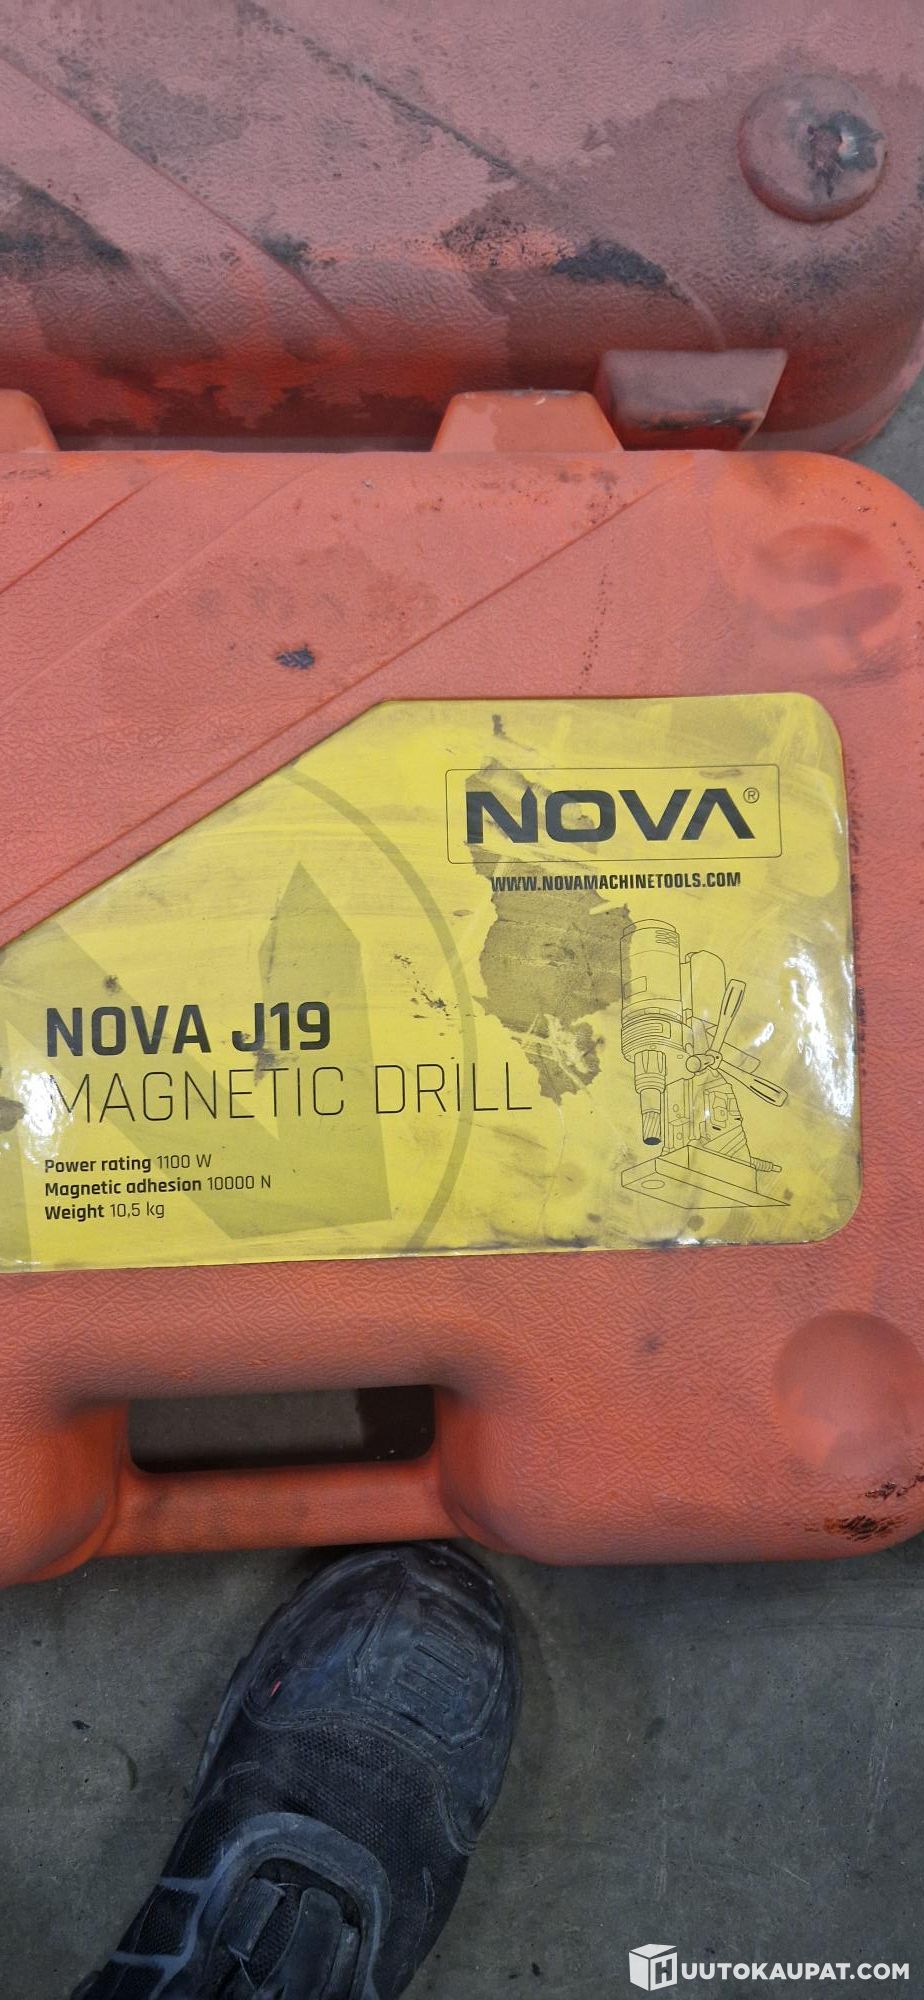 NOVA®
WWW.NOVAMACHINETOOLS.COM
NOVA J19
MAGNETIC DRILL
Power rating 1100 W
Magnetic adhesion 10000 N
Weight 10,5 kg
HUUTOKAUPAT.COM